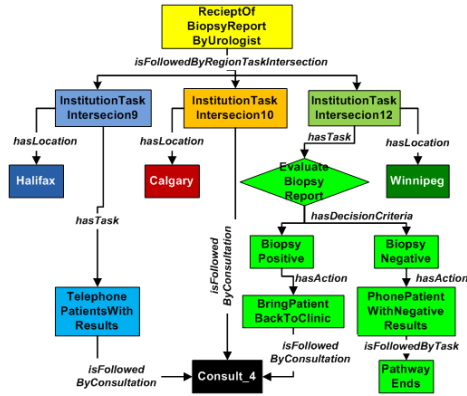 RecieptOf
BiopsyReport
ByUrologist
isFollowedByRegionTaskIntersection
InstitutionTask
Intersecion9
InstitutionTask
Intersecion10
InstitutionTask
Intersecion12
hasLocation
hasLocation
hasTask
hasLocation
Halifax
Calgary
Evaluate
Biopsy
Report
Winnipeg
hasTask
isFollowed
ByConsultation
hasDecisionCriteria
Biopsy
Positive
Biopsy
Negative
hasAction
hasAction
Telephone
PatientsWith
Results
BringPatient
BackToClinic
PhonePatient
WithNegative
Results
isFollowed
ByConsultation
isFollowed
ByConsultation
isFollowedByTask
Consult_4
Pathway
Ends